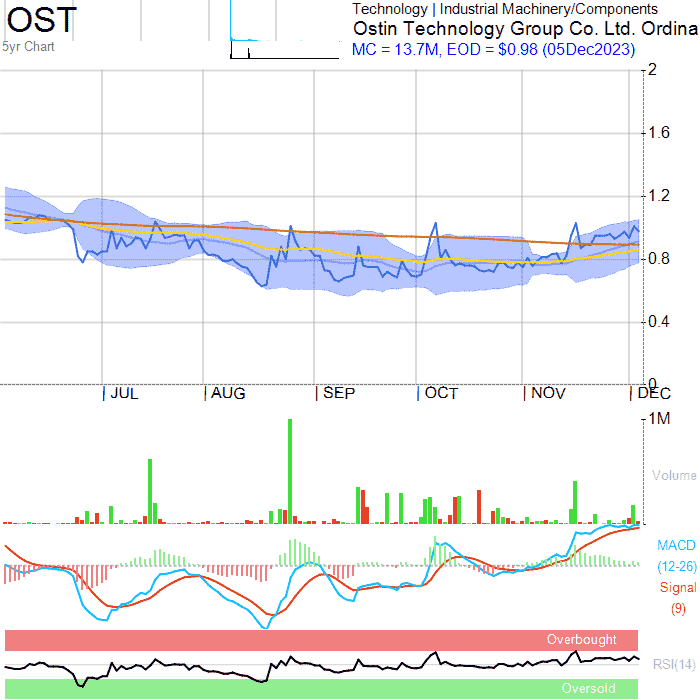 OST
5yr Chart
Technology | Industrial Machinery/Components
Ostin Technology Group Co. Ltd. Ordina
MC = 13.7M, EOD = $0.98 (05Dec2023)
2
1.6
1.2
0.8
0.4
0
JUL
AUG
SEP
OCT
NOV
DEC
1M
Volume
MACD
(12-26)
Signal
(9)
Overbought
RSI(14)
Oversold